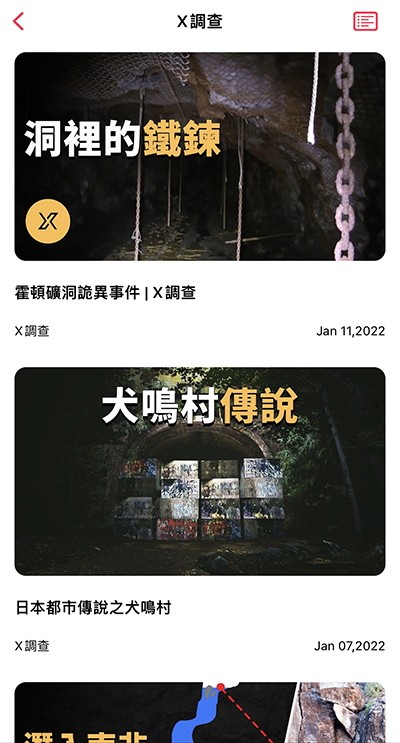 X調查
洞裡的鐵鍊
X
霍頓礦洞詭異事件 | X調查
X調查
Jan 11,2022
犬鳴村傳說
日本都市傳說之犬鳴村
X調查
Jan 07,2022